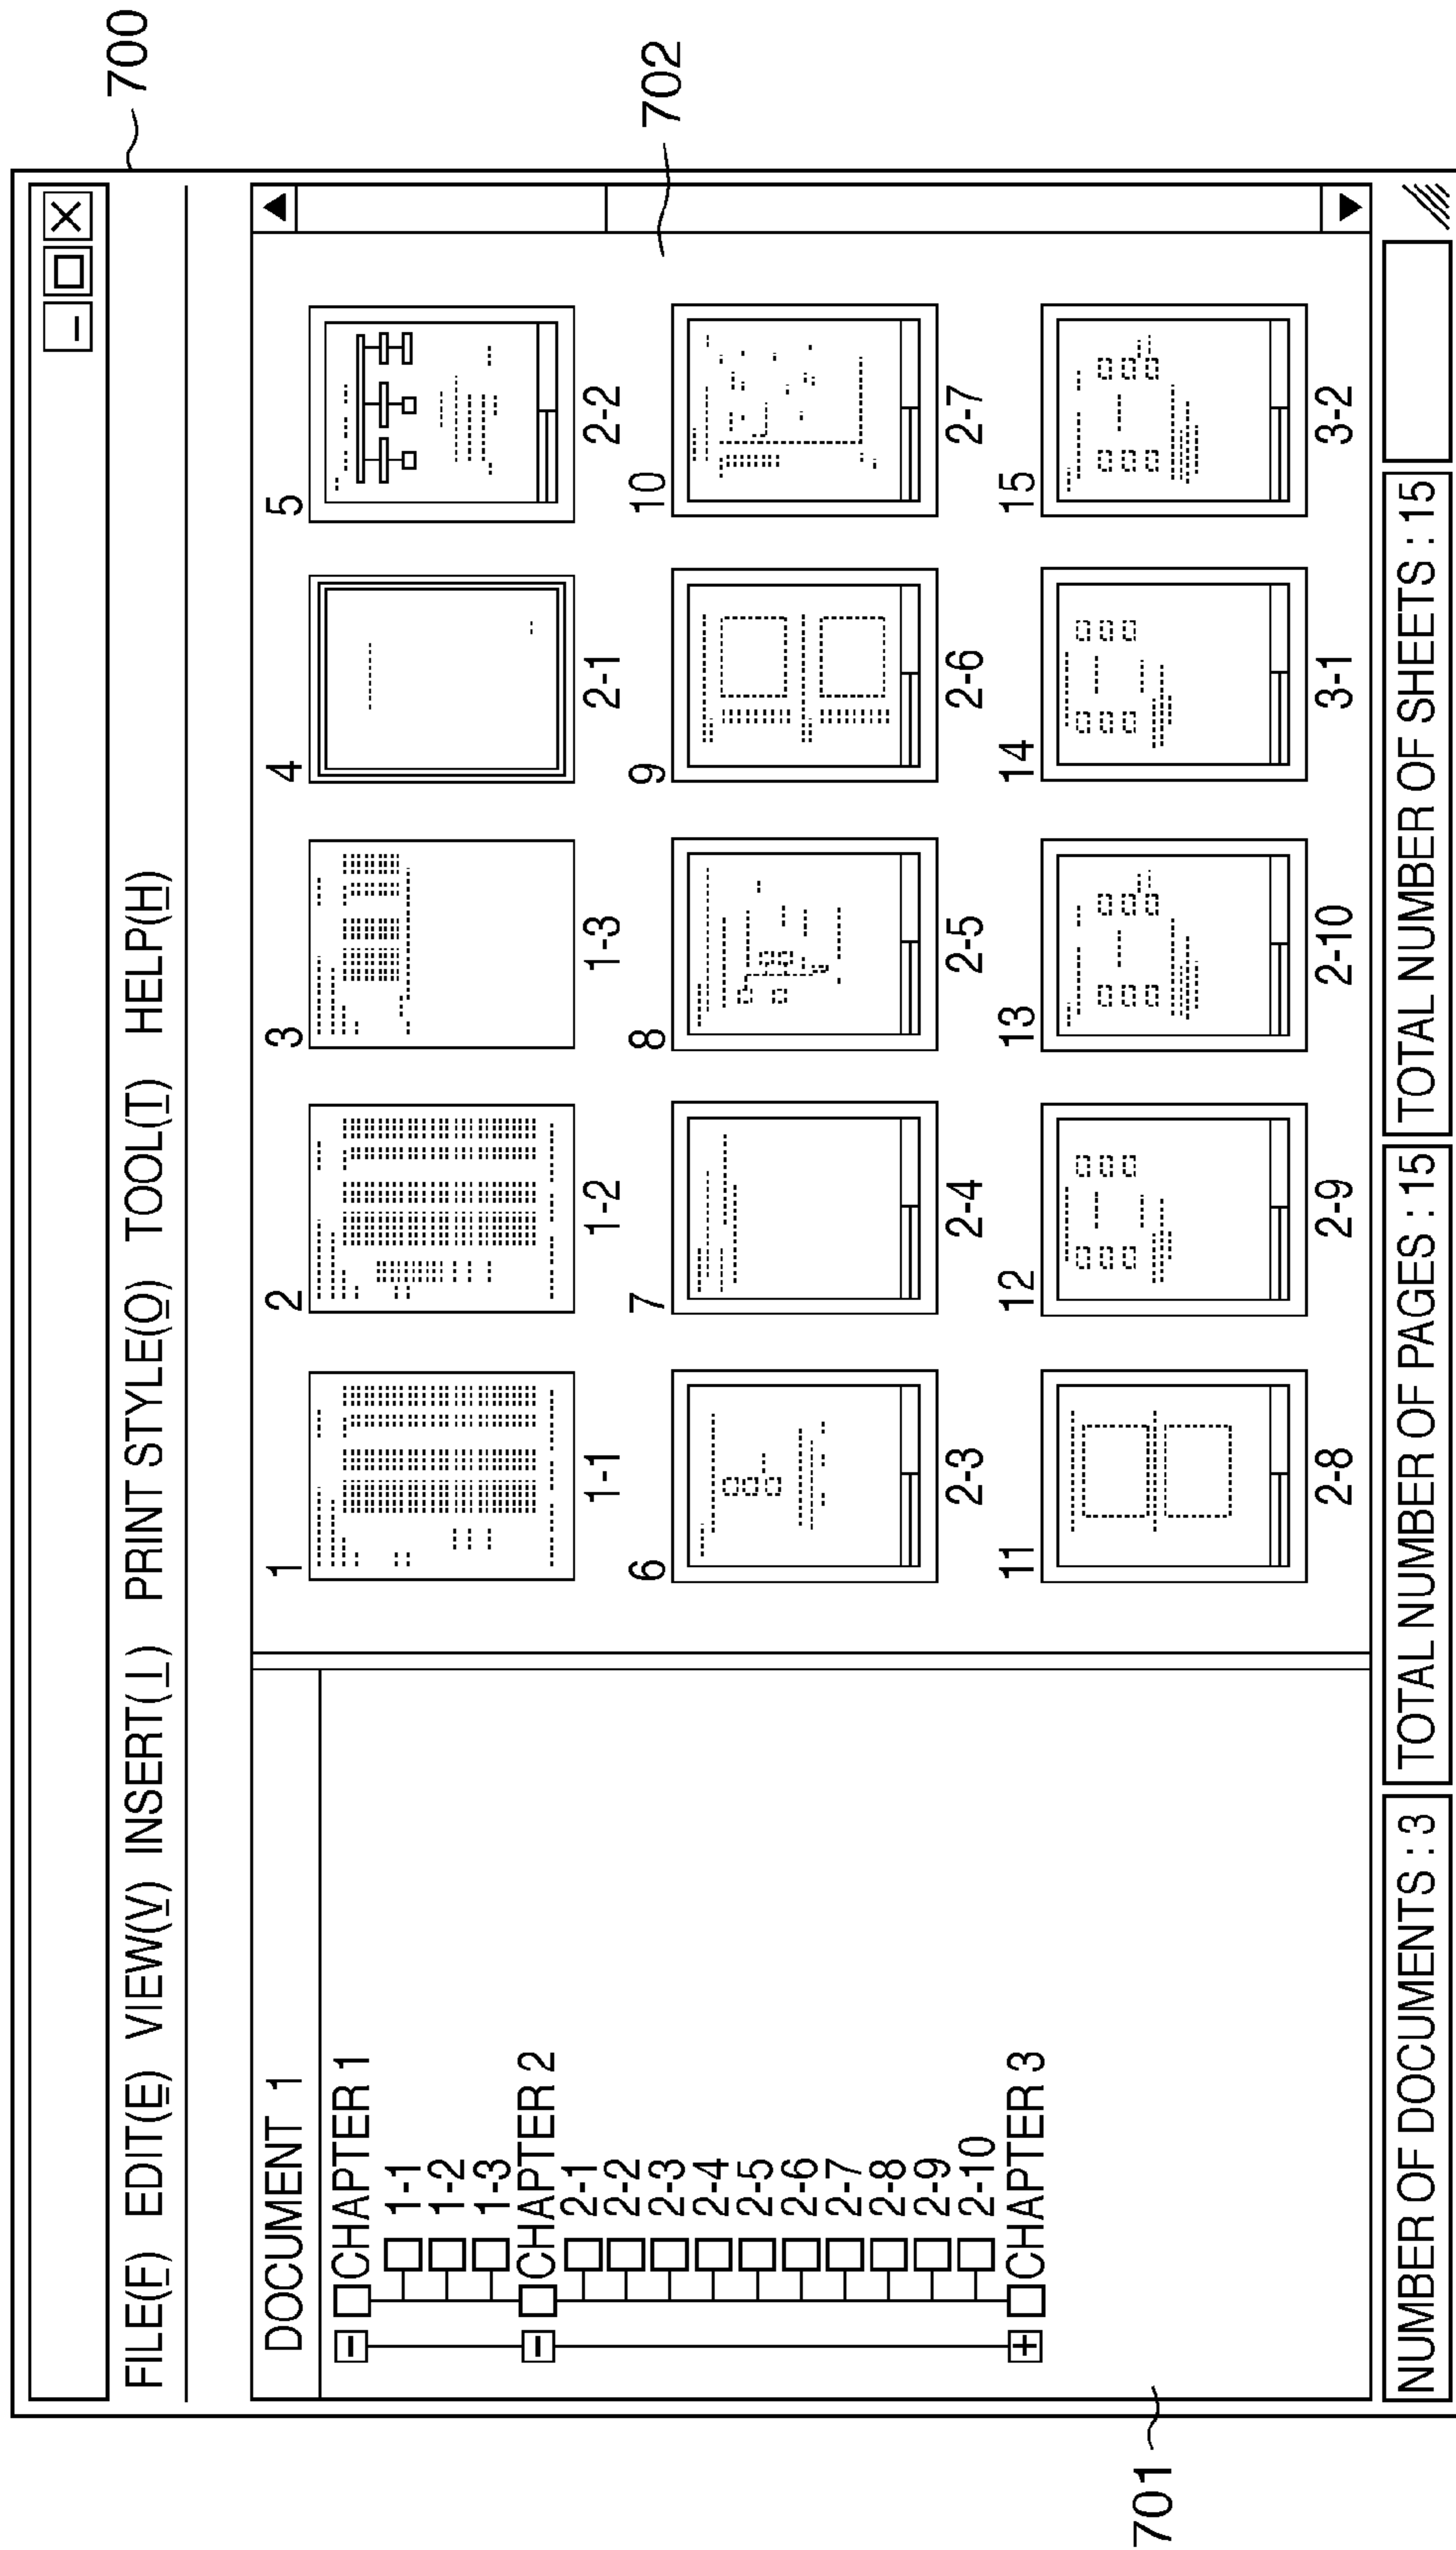 700
FILE(F) EDIT(E) VIEW(V) INSERT(I) PRINT STYLE(O) TOOL(T) HELP(H)
DOCUMENT 1
CHAPTER 1
1-1
1-2
1-3
CHAPTER 2
2-1
2-2
2-3
2-4
2-5
2-6
2-7
2-8
2-9
2-10
CHAPTER 3
701
702
1 2 3 4 5
1-1 1-2 1-3 2-1 2-2
6 7 8 9 10
2-3 2-4 2-5 2-6 2-7
11 12 13 14 15
2-8 2-9 2-10 3-1 3-2
NUMBER OF DOCUMENTS : 3 TOTAL NUMBER OF PAGES : 15 TOTAL NUMBER OF SHEETS : 15